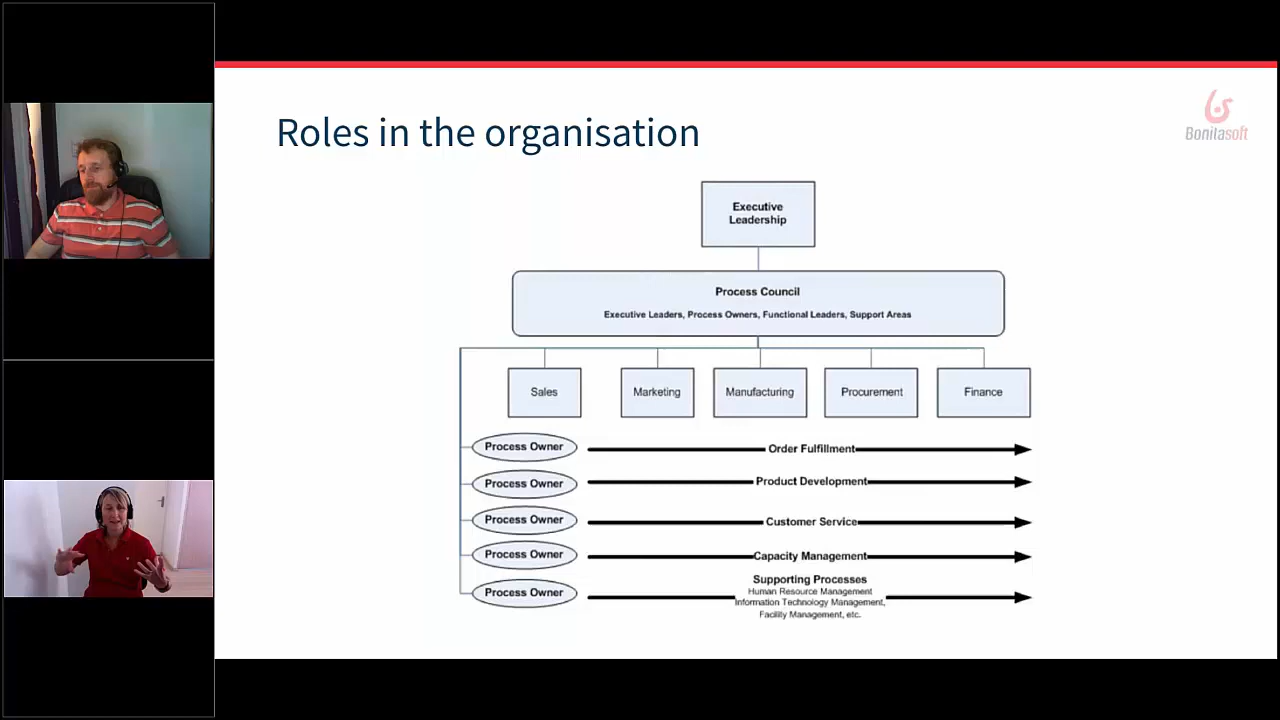 Roles in the organisation
Bonitasoft
Executive
Leadership
Process Council
Executive Leaders, Process Owners, Functional Leaders, Support Areas
Sales
Marketing
Manufacturing
Procurement
Finance
Process Owner
Order Fulfillment
Process Owner
Product Development
Process Owner
Customer Service
Process Owner
Capacity Management
Process Owner
Supporting Processes
Human Resource Management
Information Technology Management,
Facility Management, etc.